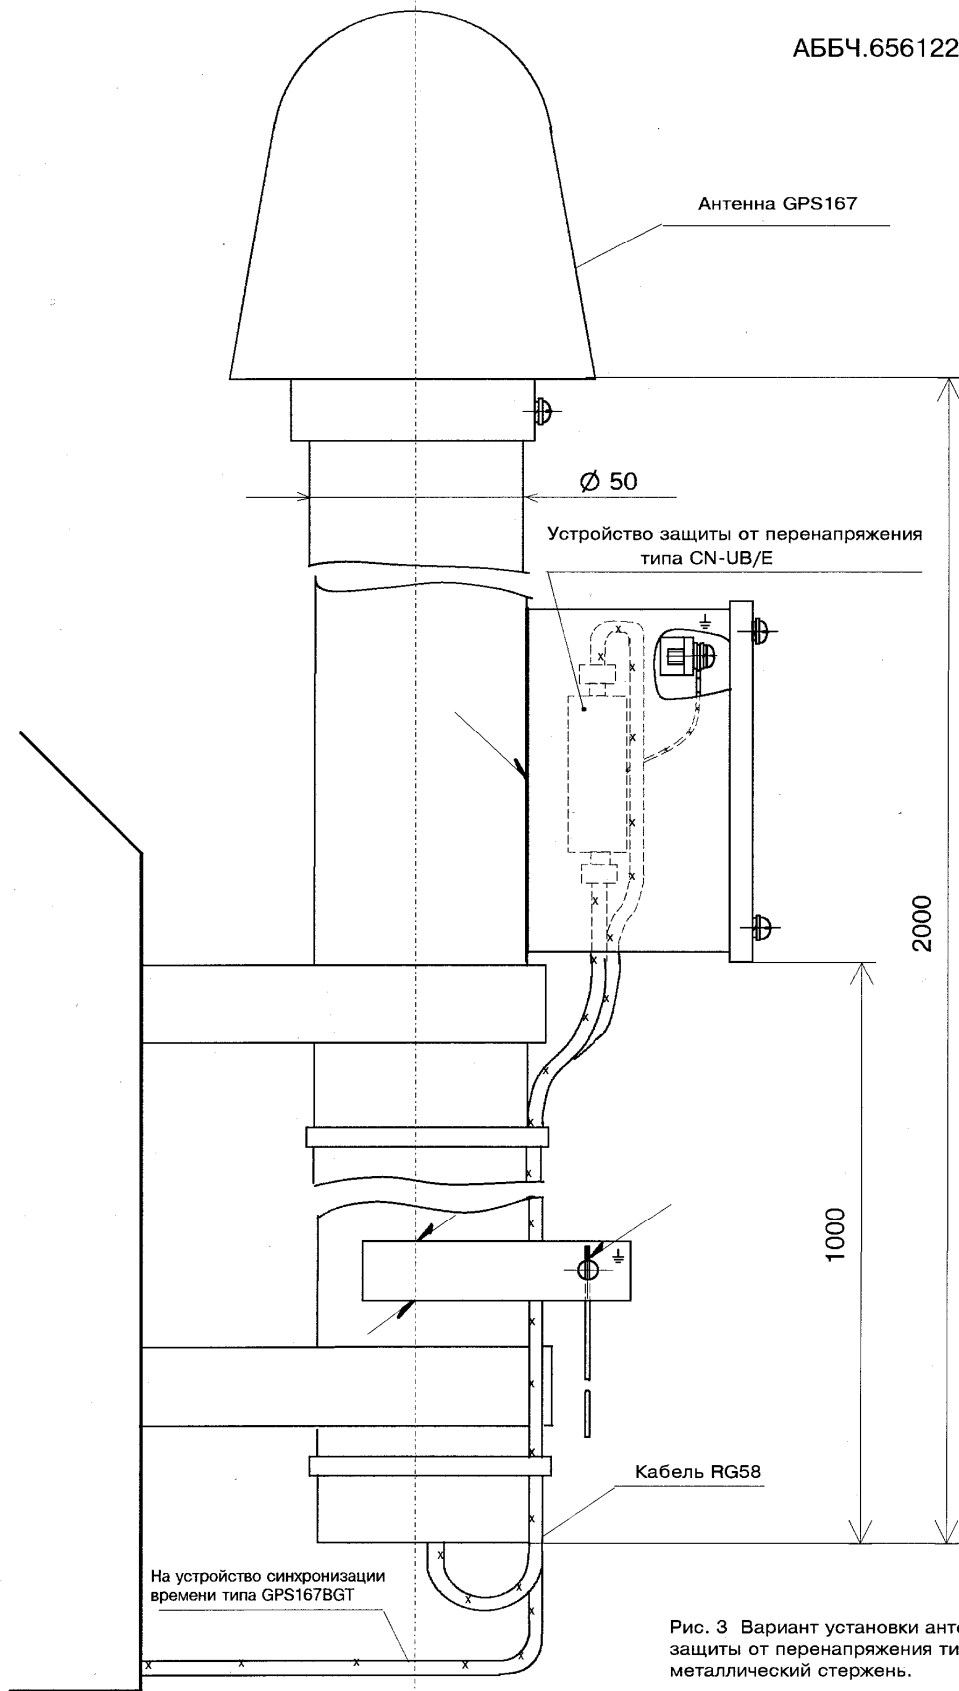 АББЧ.656122
Антенна GPS167
Ø 50
Устройство защиты от перенапряжения
типа CN-UB/E
2000
1000
Кабель RG58
На устройство синхронизации
времени типа GPS167BGT
Рис. 3 Вариант установки анте
защиты от перенапряжения ти
металлический стержень.